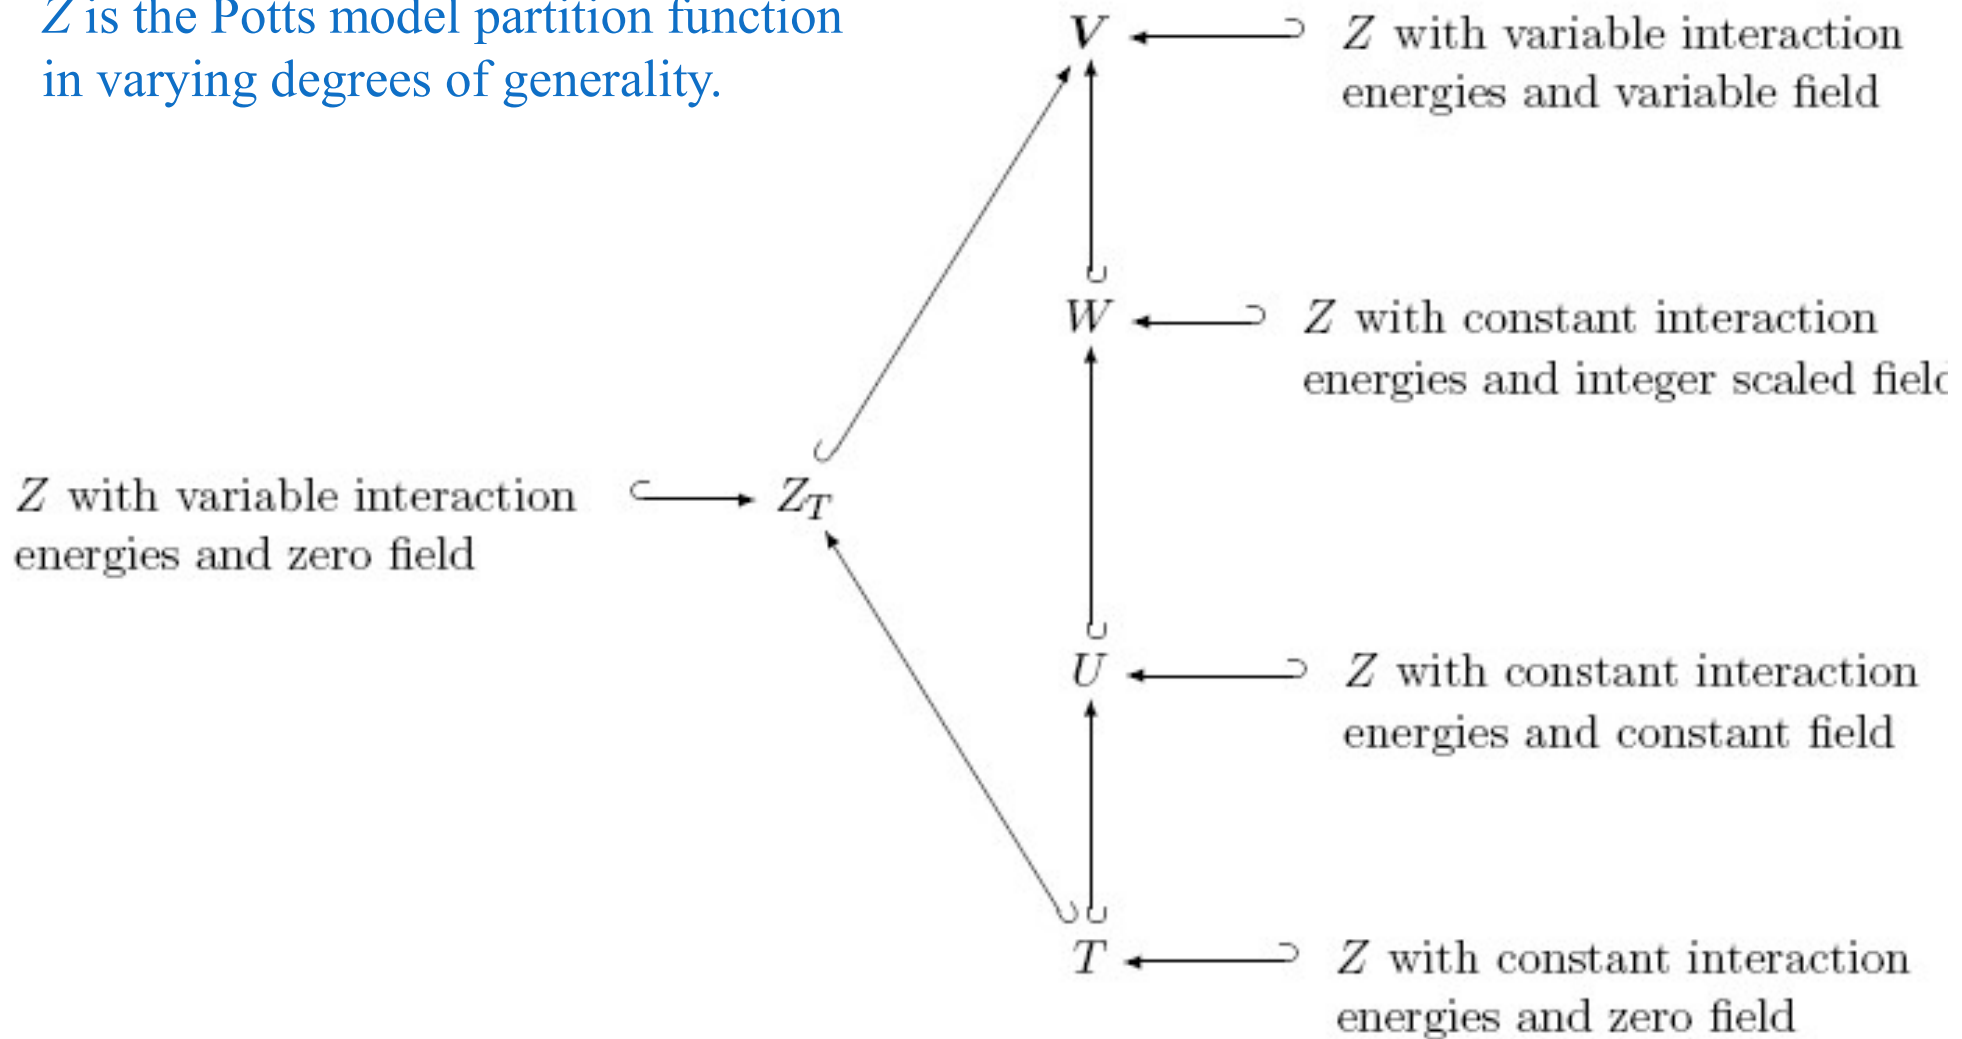 Z is the Potts model partition function
in varying degrees of generality.
V
Z with variable interaction
energies and variable field
W
Z with constant interaction
energies and integer scaled field
Z with variable interaction
energies and zero field
Z_T
U
Z with constant interaction
energies and constant field
T
Z with constant interaction
energies and zero field